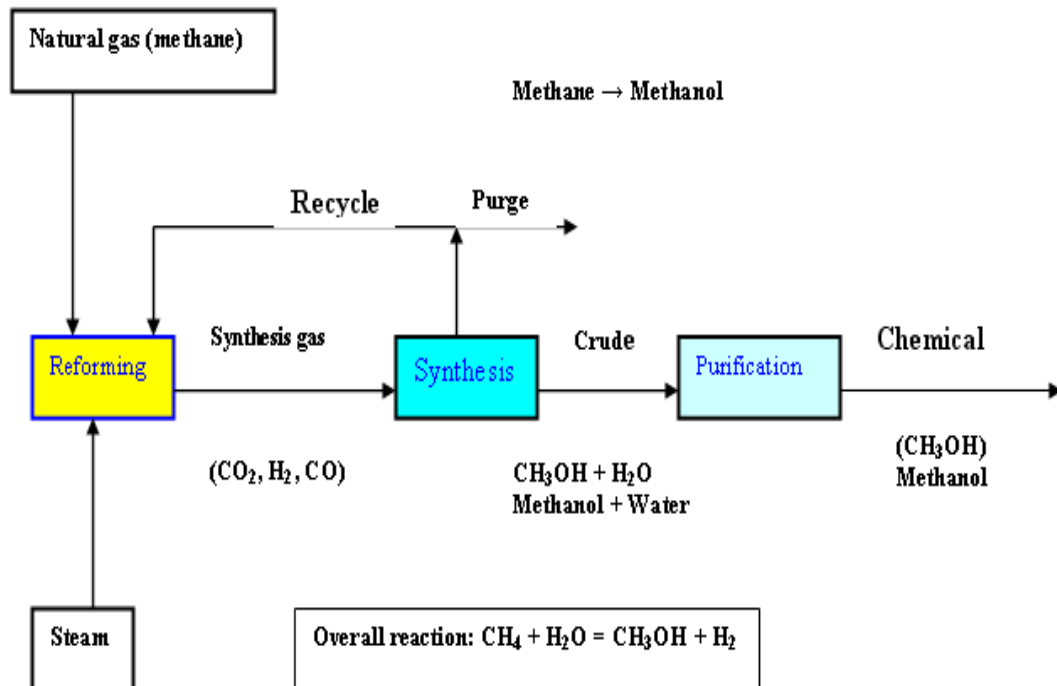 Natural gas (methane)
Methane → Methanol
Recycle
Purge
Reforming
Synthesis gas
Synthesis
Crude
Purification
Chemical
(CO₂, H₂, CO)
CH₃OH + H₂O
Methanol + Water
(CH₃OH)
Methanol
Steam
Overall reaction: CH₄ + H₂O = CH₃OH + H₂